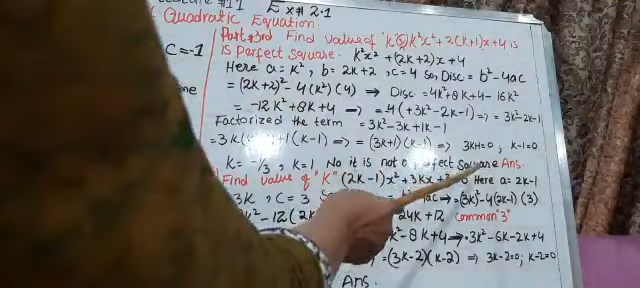 Ex # 2.1
Quadratic Equation.
Part #3rd Find value of "k" k²x²+2(k+1)x+4 is
C=-1 is Perfect square. k²x²+(2k+2)x+4
Here a=k², b=2k+2, c=4 So, Disc=b²-4ac
=(2k+2)²-4(k²)(4) ⇒ Disc=4k²+8k+4-16k²
=-12k²+8k+4 → =-4(+3k²-2k-1) ⇒ = 3k²-2k-1
Factorized the term =3k²-3k+1k-1
=3k +1(k-1) ⇒ =(3k+1)(k-1) ⇒ 3k+1=0; k-1=0
k=-1/3, k=1 No it is not a perfect square Ans.
Find value of "K" (2k-1)x²+3kx+ Here a=2k-1
3k, C=3 ac → =(3k)²-4(2k-1)(3)
k²-12(2k 24k+12 common "3"
k²-8k+4 → 3k²-6k-2k+4
=(3k-2)(k-2) ⇒ 3k-2=0; k-2=0
Ans.